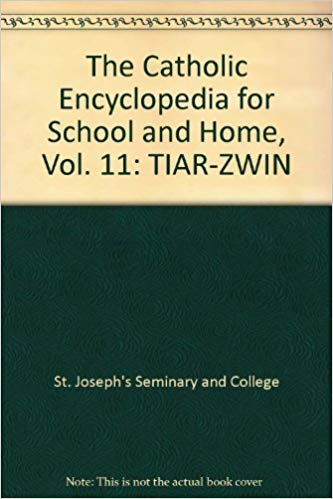 The Catholic
Encyclopedia for
School and Home,
Vol. 11: TIAR-ZWIN
St. Joseph's Seminary and College
Note: This is not the actual book cover